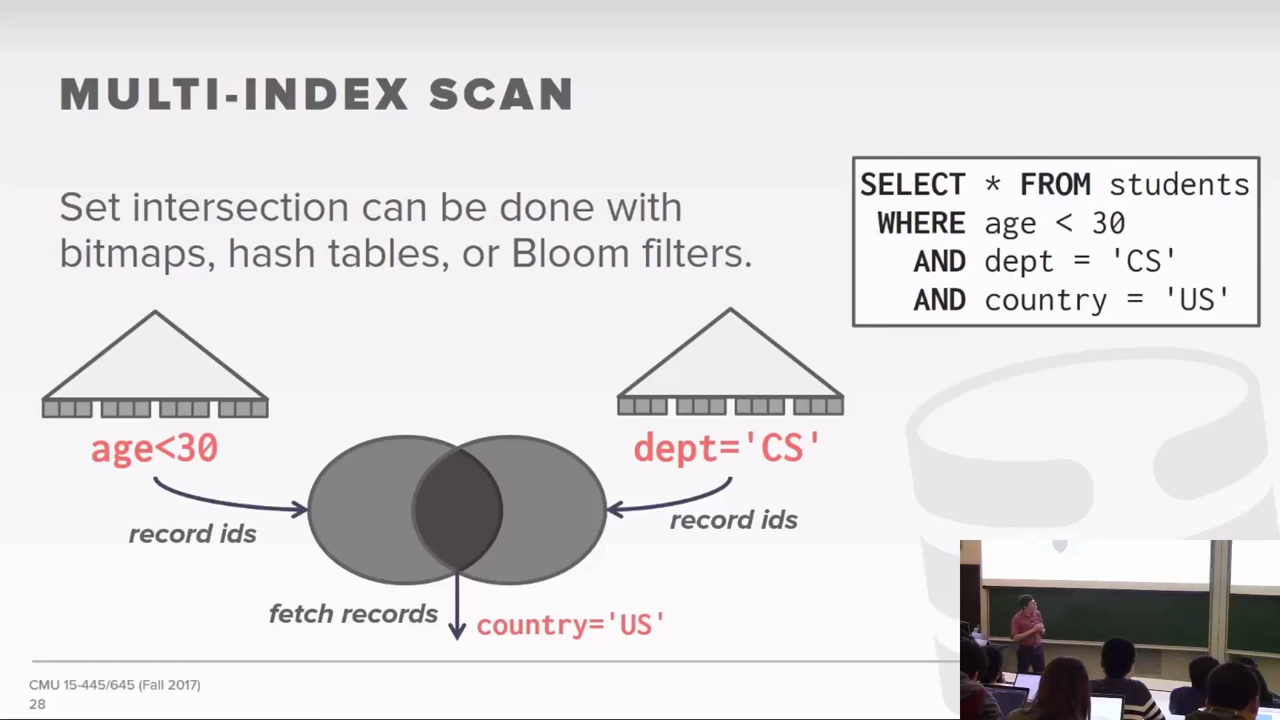 MULTI-INDEX SCAN
Set intersection can be done with
bitmaps, hash tables, or Bloom filters.
SELECT * FROM students
WHERE age < 30
AND dept = 'CS'
AND country = 'US'
age<30
dept='CS'
record ids
record ids
fetch records
country='US'
CMU 15-445/645 (Fall 2017)
28